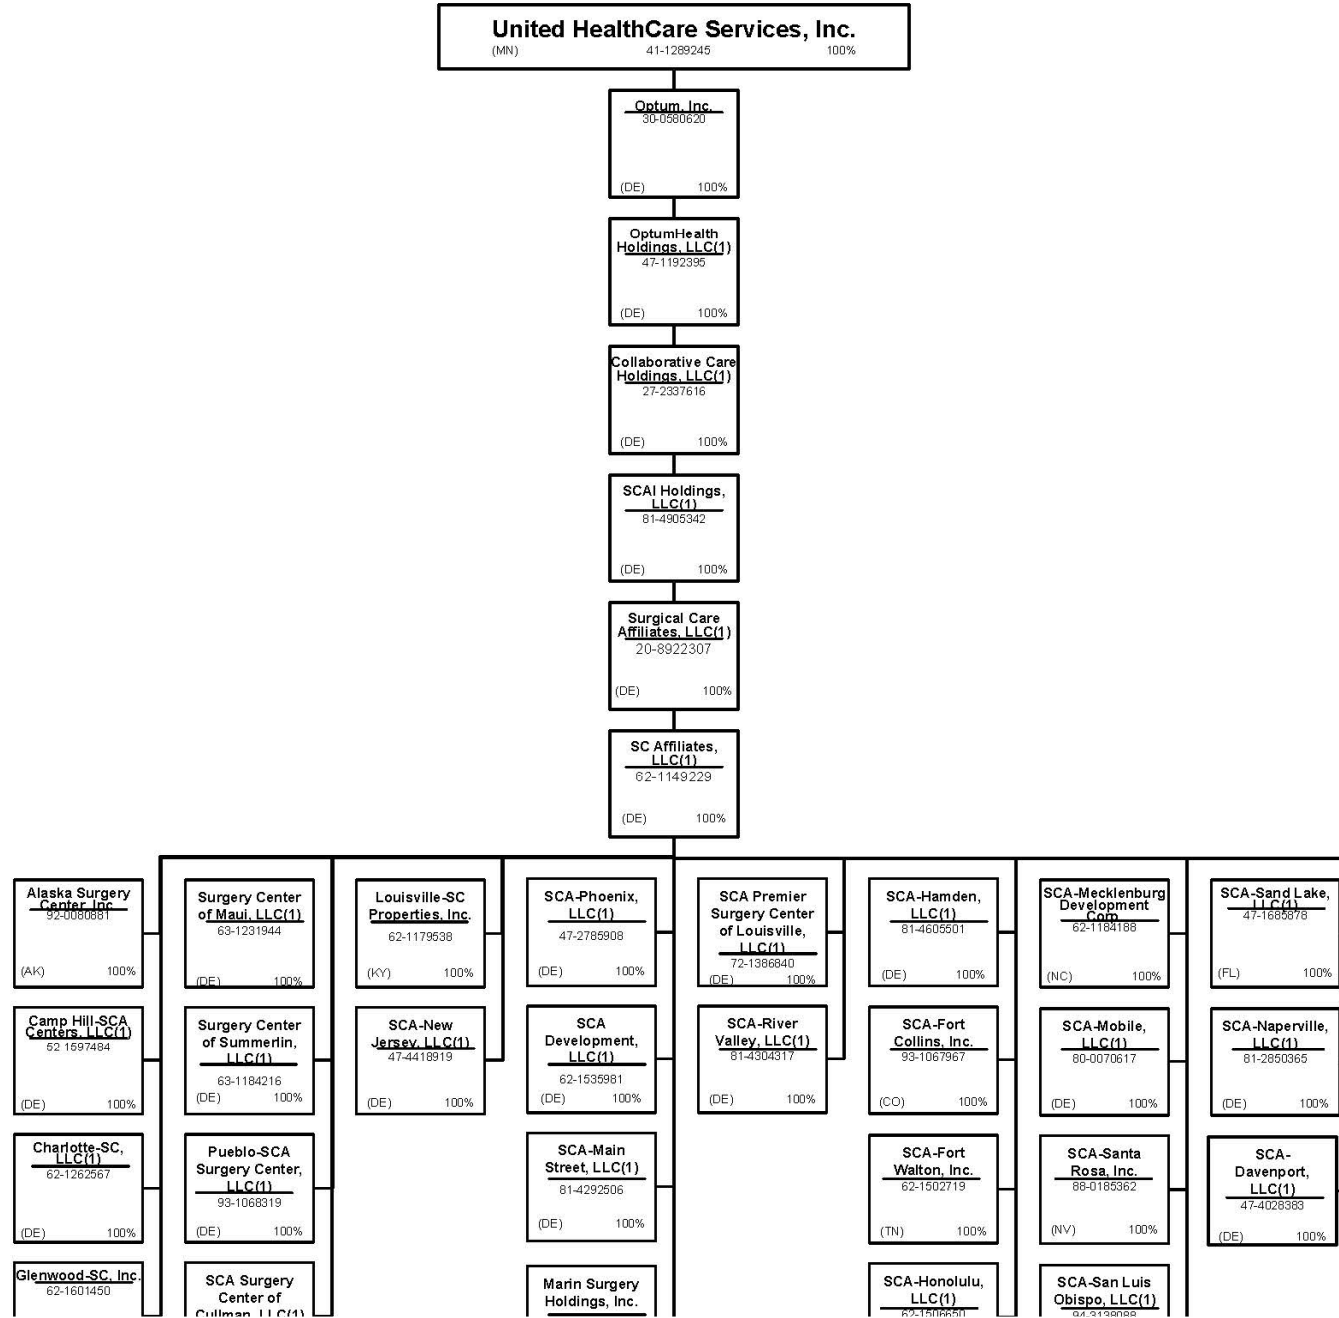 United HealthCare Services, Inc.
(MN) 41-1289245 100%
Optum, Inc.
30-0580620
(DE) 100%
OptumHealth
Holdings, LLC(1)
47-1192395
(DE) 100%
Collaborative Care
Holdings, LLC(1)
27-2337616
(DE) 100%
SCAI Holdings,
LLC(1)
81-4905342
(DE) 100%
Surgical Care
Affiliates, LLC(1)
20-8922307
(DE) 100%
SC Affiliates,
LLC(1)
62-1149229
(DE) 100%
Alaska Surgery
Center, Inc
92-0080881
(AK) 100%
Surgery Center
of Maui, LLC(1)
63-1231944
(DE) 100%
Louisville-SC
Properties, Inc.
62-1179538
(KY) 100%
SCA-Phoenix,
LLC(1)
47-2785908
(DE) 100%
SCA Premier
Surgery Center
of Louisville,
LLC(1)
72-1386840
(DE) 100%
SCA-Hamden,
LLC(1)
81-4605501
(DE) 100%
SCA-Mecklenburg
Development
Corp
62-1184188
(NC) 100%
SCA-Sand Lake,
LLC(1)
47-1685878
(FL) 100%
Camp Hill-SCA
Centers, LLC(1)
52 1597484
(DE) 100%
Surgery Center
of Summerlin,
LLC(1)
63-1184216
(DE) 100%
SCA-New
Jersey, LLC(1)
47-4418919
(DE) 100%
SCA
Development,
LLC(1)
62-1535981
(DE) 100%
SCA-River
Valley, LLC(1)
81-4304317
(DE) 100%
SCA-Fort
Collins, Inc.
93-1067967
(CO) 100%
SCA-Mobile,
LLC(1)
80-0070617
(DE) 100%
SCA-Naperville,
LLC(1)
81-2850365
(DE) 100%
Charlotte-SC,
LLC(1)
62-1262567
(DE) 100%
Pueblo-SCA
Surgery Center,
LLC(1)
93-1068319
(DE) 100%
SCA-Main
Street, LLC(1)
81-4292506
(DE) 100%
SCA-Fort
Walton, Inc.
62-1502719
(TN) 100%
SCA-Santa
Rosa, Inc.
88-0185362
(NV) 100%
SCA-
Davenport,
LLC(1)
47-4028383
(DE) 100%
Glenwood-SC, Inc.
62-1601450
SCA Surgery
Center of
Cullman, LLC(1)
Marin Surgery
Holdings, Inc.
SCA-Honolulu,
LLC(1)
62-1506650
SCA-San Luis
Obispo, LLC(1)
94-3138088